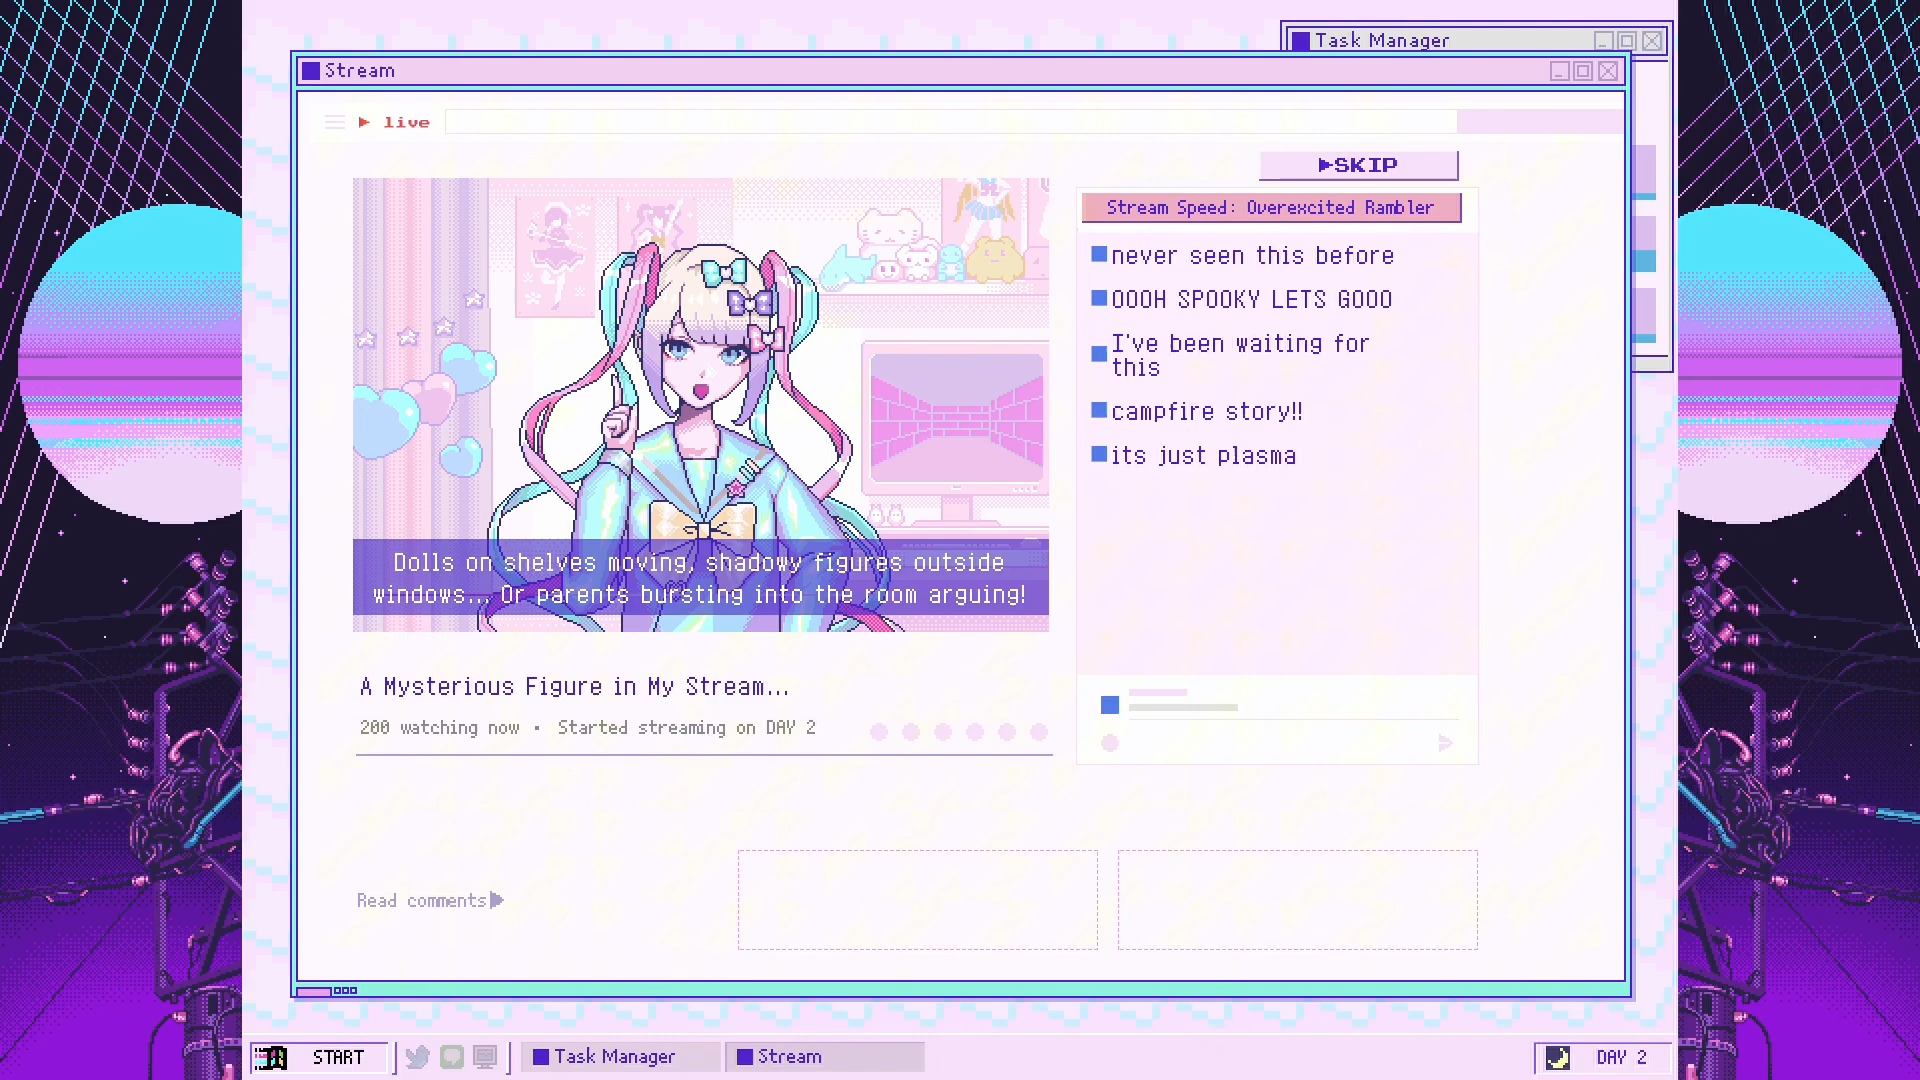 Task Manager
Stream
live
SKIP
Stream Speed: Overexcited Rambler
never seen this before
OOOH SPOOKY LETS GOOO
I've been waiting for
this
campfire story!!
its just plasma
Dolls on shelves moving, shadowy figures outside
windows... Or parents bursting into the room arguing!
A Mysterious Figure in My Stream...
200 watching now • Started streaming on DAY 2
Read comments
START
Task Manager
Stream
DAY 2